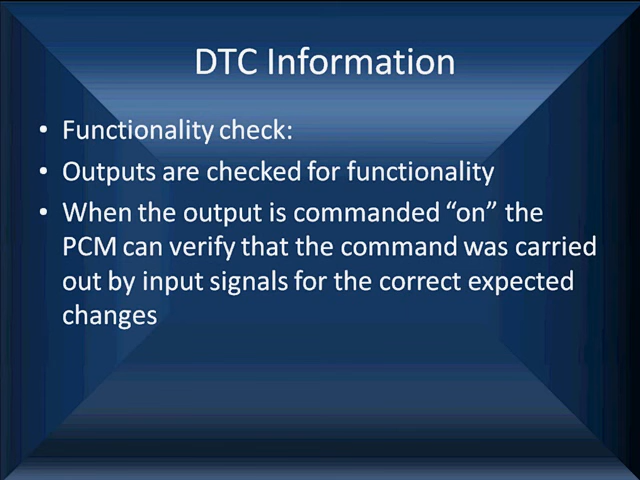 DTC Information
• Functionality check:
• Outputs are checked for functionality
• When the output is commanded “on” the
PCM can verify that the command was carried
out by input signals for the correct expected
changes